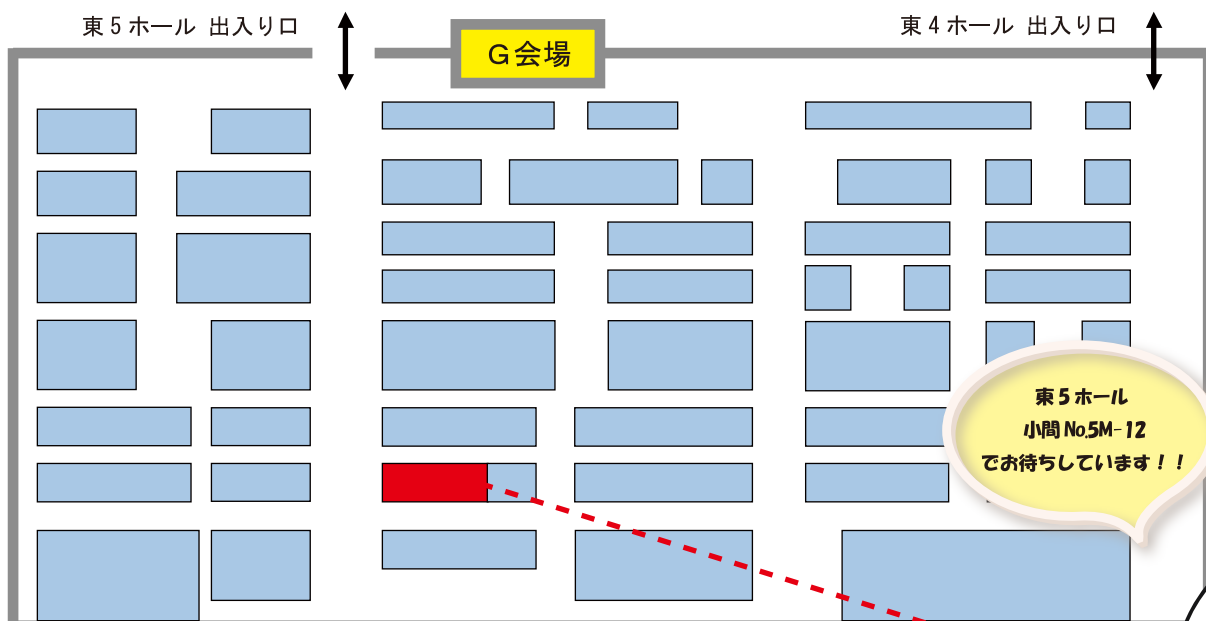 東5ホール 出入り口
G会場
東4ホール 出入り口
東5ホール
小間No.5M-12
でお待ちしています！！